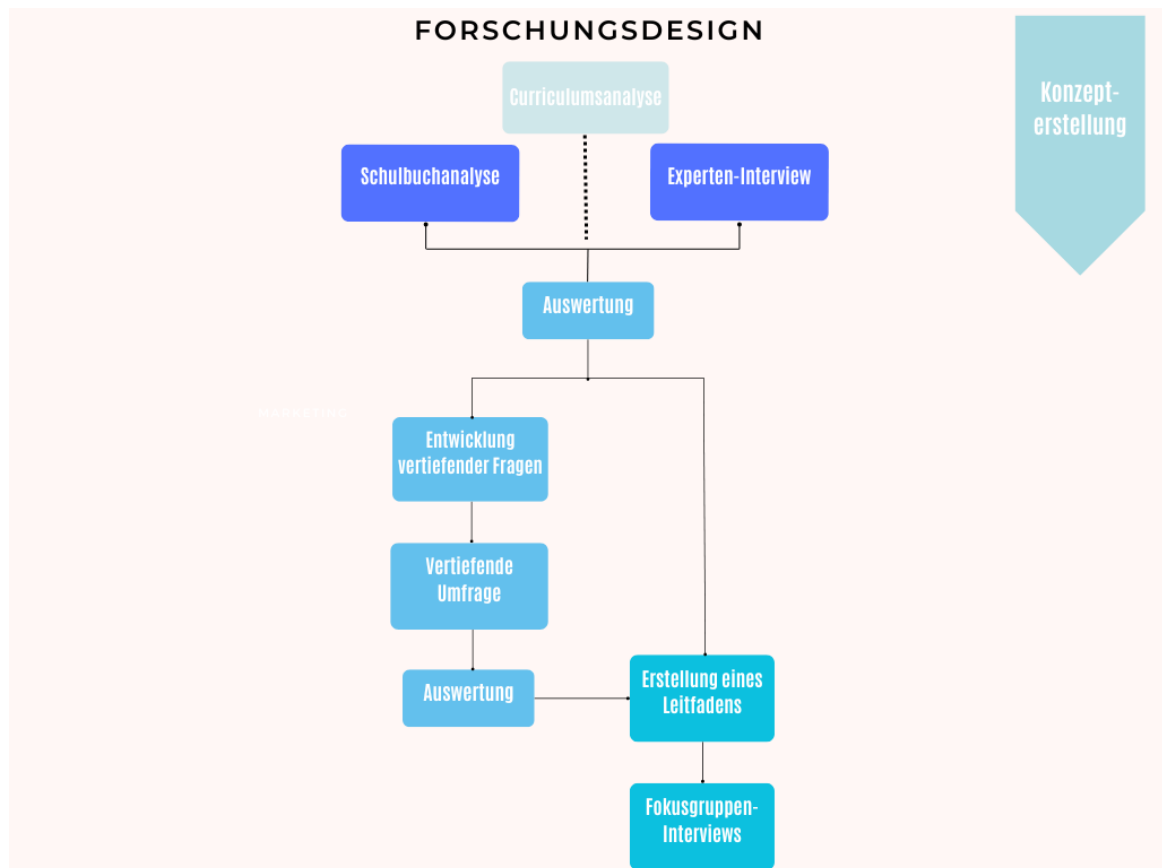 FORSCHUNGSDESIGN
Konzept-
erstellung
Curriculumsanalyse
Schulbuchanalyse
Experten-Interview
Auswertung
MARKETING
Entwicklung
vertiefender Fragen
Vertiefende
Umfrage
Auswertung
Erstellung eines
Leitfadens
Fokusgruppen-
Interviews